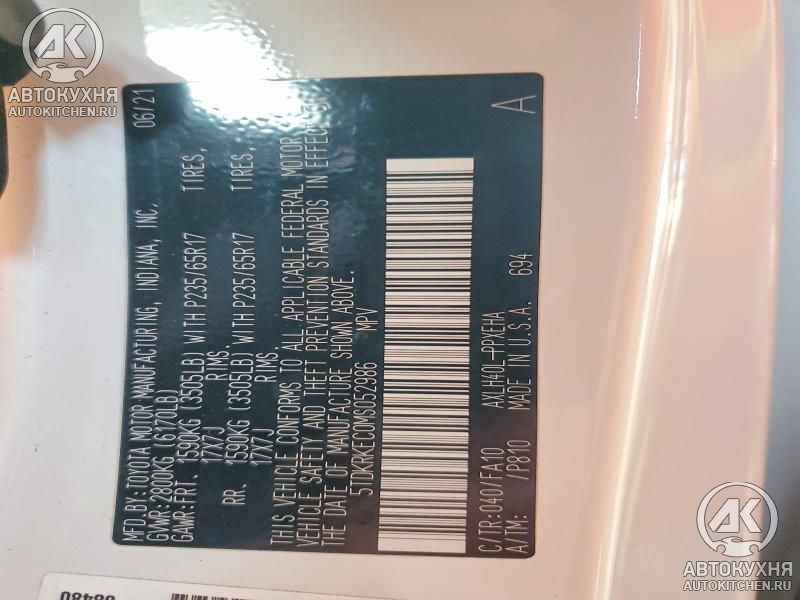 MFD.BY:TOYOTA MOTOR MANUFACTURING, INDIANA, INC. 06/21
GVWR:2800KG (6170LB)
GAWR:FRT. 1590KG (3505LB) WITH P235/65R17 TIRES,
17X7J RIMS.
RR. 1590KG (3505LB) WITH P235/65R17 TIRES,
17X7J RIMS.
THIS VEHICLE CONFORMS TO ALL APPLICABLE FEDERAL MOTOR
VEHICLE SAFETY AND THEFT PREVENTION STANDARDS IN EFFECT ON
THE DATE OF MANUFACTURE SHOWN ABOVE.
5TDKRKEC0MS052986 MPV
C/TR:040/FA10 AXLH40L-PPXEHA
A/TM: /P810 MADE IN U.S.A. 694 A
68480
АК
АВТОКУХНЯ
AUTOKITCHEN.RU
АК
АВТОКУХНЯ
AUTOKITCHEN.RU